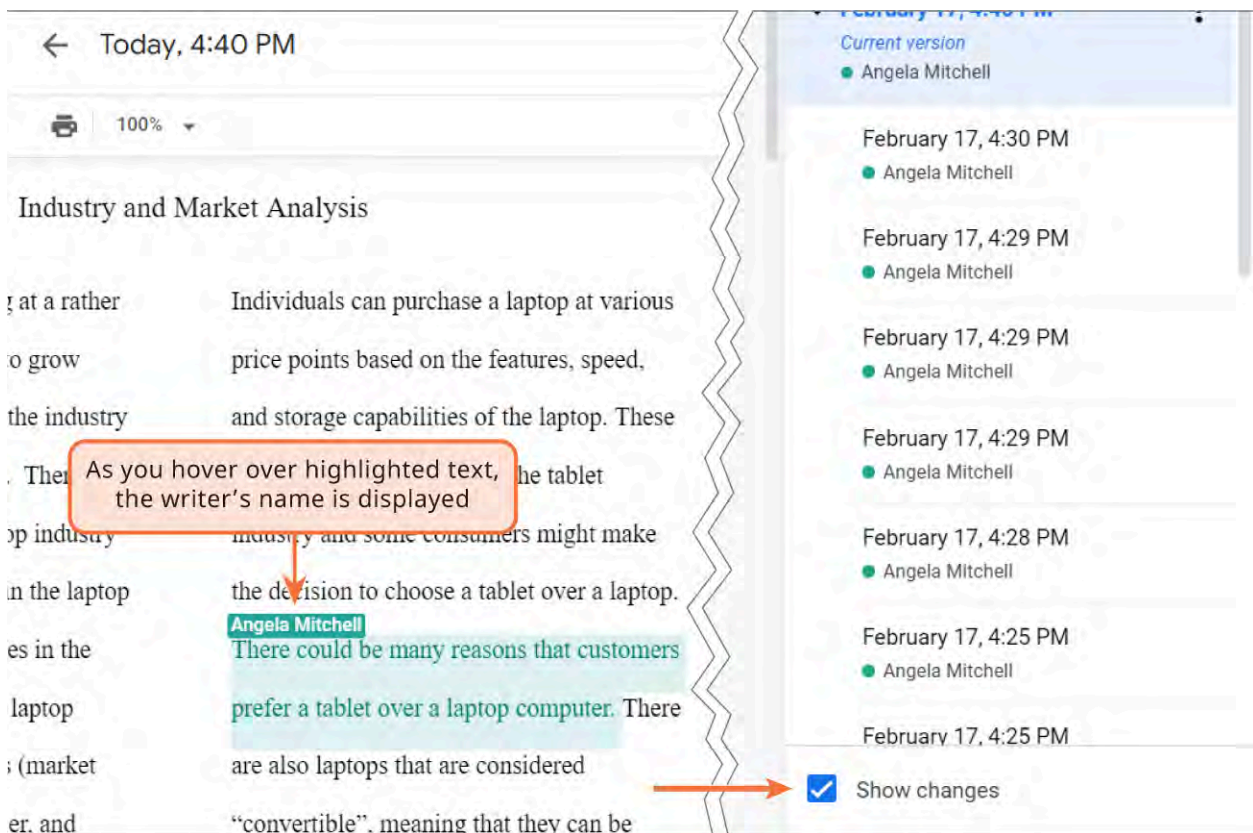 Today, 4:40 PM
100%
Industry and Market Analysis
at a rather
grow
the industry
op industry
in the laptop
es in the
laptop
(market
er, and
Individuals can purchase a laptop at various
price points based on the features, speed,
and storage capabilities of the laptop. These
he tablet
industry and some consumers might make
the decision to choose a tablet over a laptop.
Angela Mitchell
There could be many reasons that customers
prefer a tablet over a laptop computer. There
are also laptops that are considered
“convertible”, meaning that they can be
As you hover over highlighted text,
the writer’s name is displayed
February 17, 4:40 PM
Current version
Angela Mitchell
February 17, 4:30 PM
Angela Mitchell
February 17, 4:29 PM
Angela Mitchell
February 17, 4:29 PM
Angela Mitchell
February 17, 4:29 PM
Angela Mitchell
February 17, 4:28 PM
Angela Mitchell
February 17, 4:25 PM
Angela Mitchell
February 17, 4:25 PM
Show changes